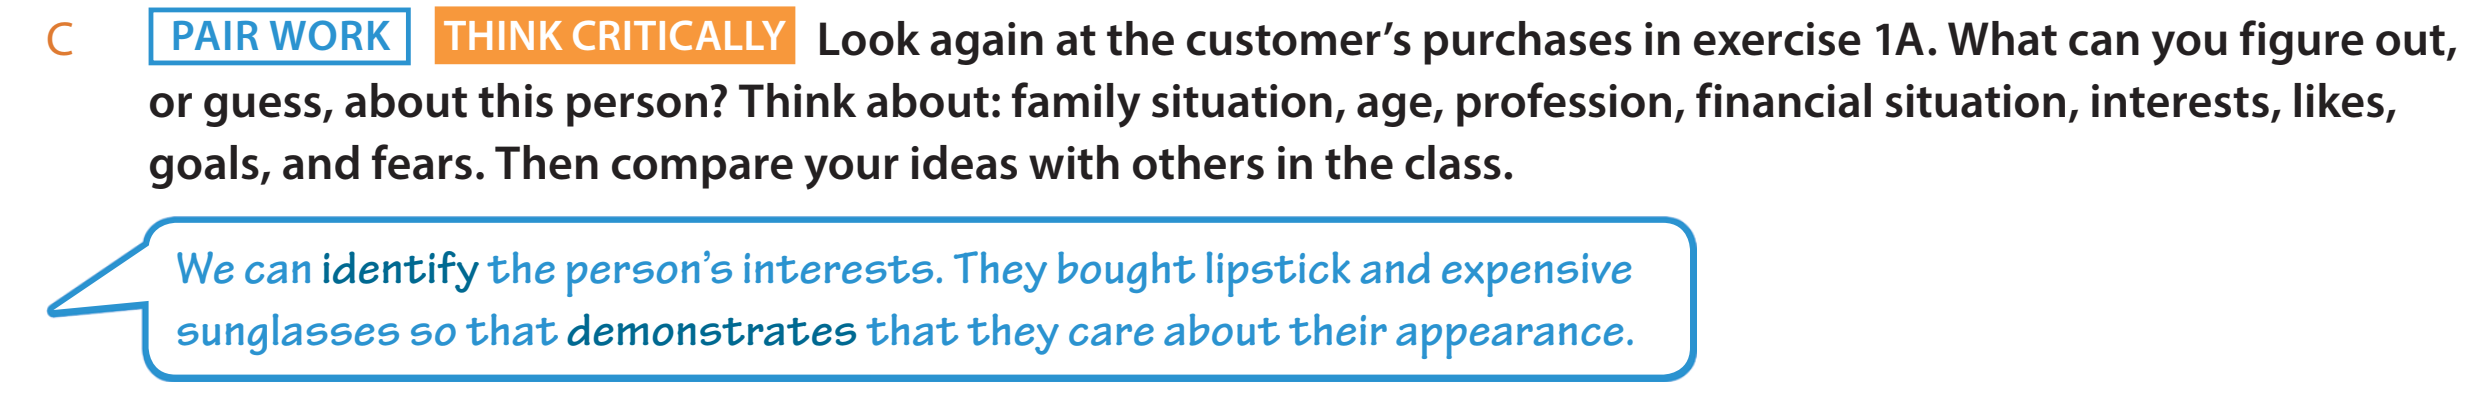 C PAIR WORK THINK CRITICALLY Look again at the customer’s purchases in exercise 1A. What can you figure out,
or guess, about this person? Think about: family situation, age, profession, financial situation, interests, likes,
goals, and fears. Then compare your ideas with others in the class.
We can identify the person’s interests. They bought lipstick and expensive
sunglasses so that demonstrates that they care about their appearance.